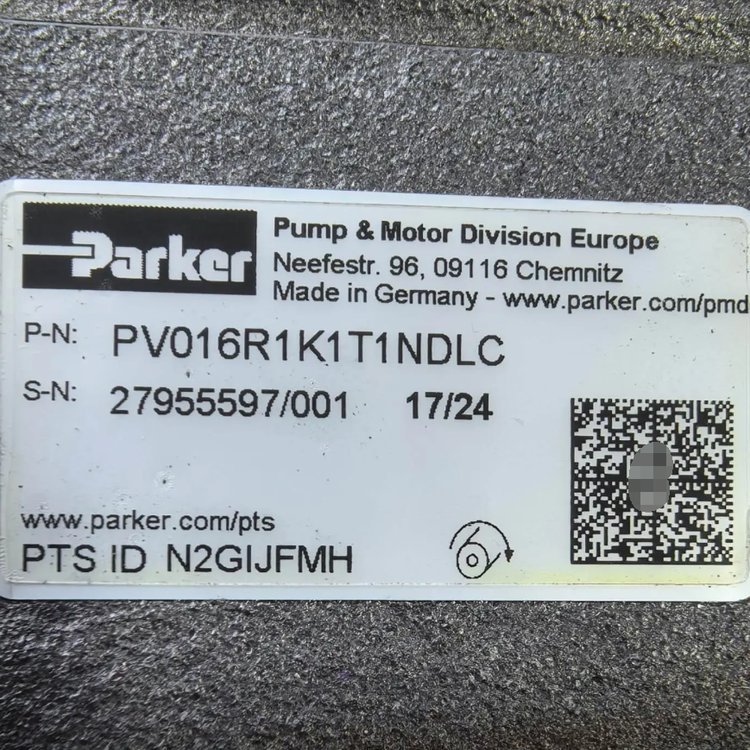 Parker
Pump & Motor Division Europe
Neefestr. 96, 09116 Chemnitz
Made in Germany - www.parker.com/pmd
P-N: PV016R1K1T1NDLC
S-N: 27955597/001 17/24
www.parker.com/pts
PTS ID N2GIJFMH